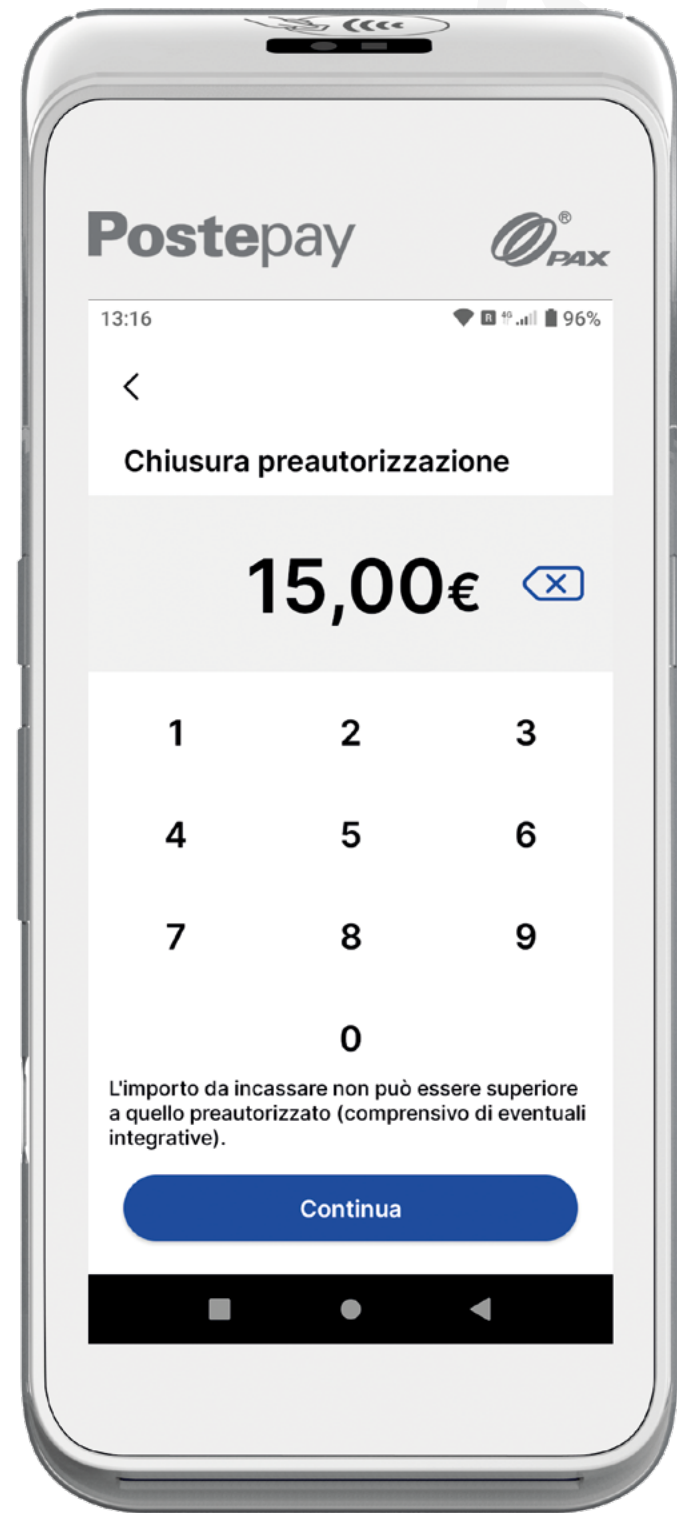 Postepay
®
PAX
13:16
R 4G 96%
Chiusura preautorizzazione
15,00€
1 2 3
4 5 6
7 8 9
0
L'importo da incassare non può essere superiore
a quello preautorizzato (comprensivo di eventuali
integrative).
Continua